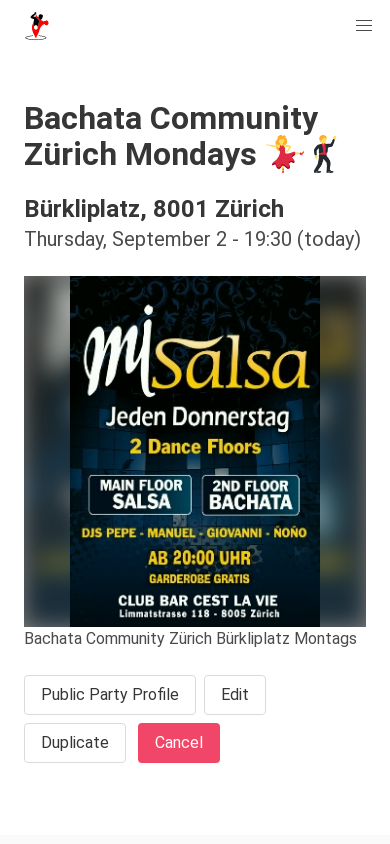 Bachata Community
Zürich Mondays 💃🕺
Bürkliplatz, 8001 Zürich
Thursday, September 2 - 19:30 (today)
mi Salsa
Jeden Donnerstag
2 Dance Floors
MAIN FLOOR SALSA
2ND FLOOR BACHATA
DJS PEPE - MANUEL - GIOVANNI - ÑOÑO
AB 20:00 UHR
GARDEROBE GRATIS
CLUB BAR CEST LA VIE
Limmatstrasse 118 - 8005 Zürich
Bachata Community Zürich Bürkliplatz Montags
Public Party Profile
Edit
Duplicate
Cancel